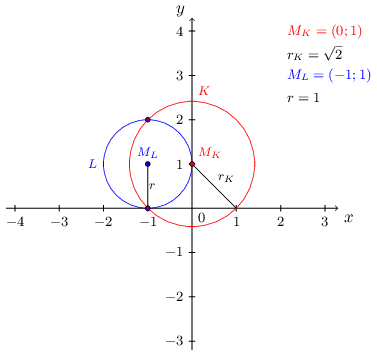 y
M_K = (0; 1)
r_K = √2
M_L = (−1; 1)
r = 1
4
3
2
1
−1
−2
−3
K
L
M_L
M_K
r
r_K
−4 −3 −2 −1 0 1 2 3 x